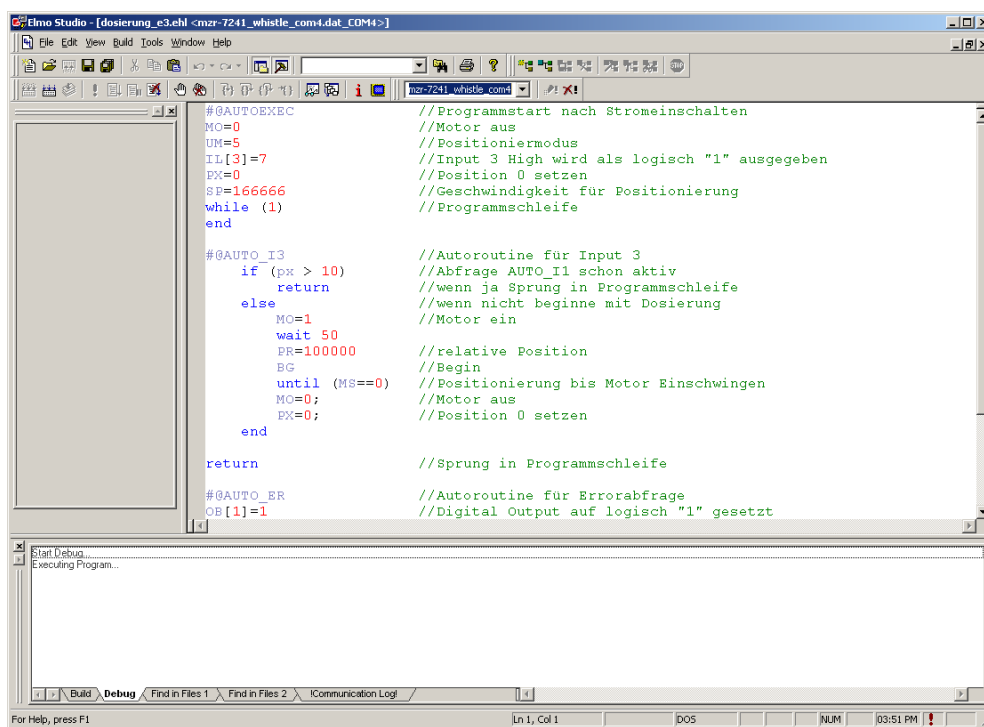 Elmo Studio - [dosierung_e3.ehl <mzr-7241_whistle_com4.dat_COM4>]
File Edit View Build Tools Window Help
mzr-7241_whistle_com4
#@AUTOEXEC //Programmstart nach Stromeinschalten
MO=0 //Motor aus
UM=5 //Positioniermodus
IL[3]=7 //Input 3 High wird als logisch "1" ausgegeben
PX=0 //Position 0 setzen
SP=166666 //Geschwindigkeit für Positionierung
while (1) //Programmschleife
end
#@AUTO_I3 //Autoroutine für Input 3
if (px > 10) //Abfrage AUTO_I1 schon aktiv
return //wenn ja Sprung in Programmschleife
else //wenn nicht beginne mit Dosierung
MO=1 //Motor ein
wait 50
PR=100000 //relative Position
BG //Begin
until (MS==0) //Positionierung bis Motor Einschwingen
MO=0; //Motor aus
PX=0; //Position 0 setzen
end
return //Sprung in Programmschleife
#@AUTO_ER //Autoroutine für Errorabfrage
OB[1]=1 //Digital Output auf logisch "1" gesetzt
Start Debug...
Executing Program...
Build Debug Find in Files 1 Find in Files 2 !Communication Log!
For Help, press F1 Ln 1, Col 1 DOS NUM 03:51 PM